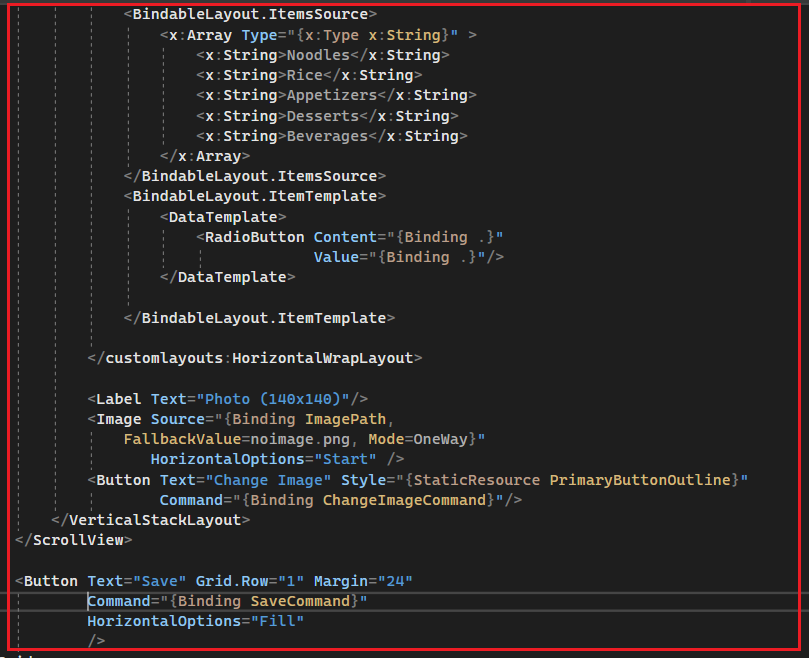 <BindableLayout.ItemsSource>
<x:Array Type="{x:Type x:String}" >
<x:String>Noodles</x:String>
<x:String>Rice</x:String>
<x:String>Appetizers</x:String>
<x:String>Desserts</x:String>
<x:String>Beverages</x:String>
</x:Array>
</BindableLayout.ItemsSource>
<BindableLayout.ItemTemplate>
<DataTemplate>
<RadioButton Content="{Binding .}"
Value="{Binding .}"/>
</DataTemplate>
</BindableLayout.ItemTemplate>
</customlayouts:HorizontalWrapLayout>
<Label Text="Photo (140x140)"/>
<Image Source="{Binding ImagePath,
FallbackValue=noimage.png, Mode=OneWay}"
HorizontalOptions="Start" />
<Button Text="Change Image" Style="{StaticResource PrimaryButtonOutline}"
Command="{Binding ChangeImageCommand}"/>
</VerticalStackLayout>
</ScrollView>
<Button Text="Save" Grid.Row="1" Margin="24"
Command="{Binding SaveCommand}"
HorizontalOptions="Fill"
/>